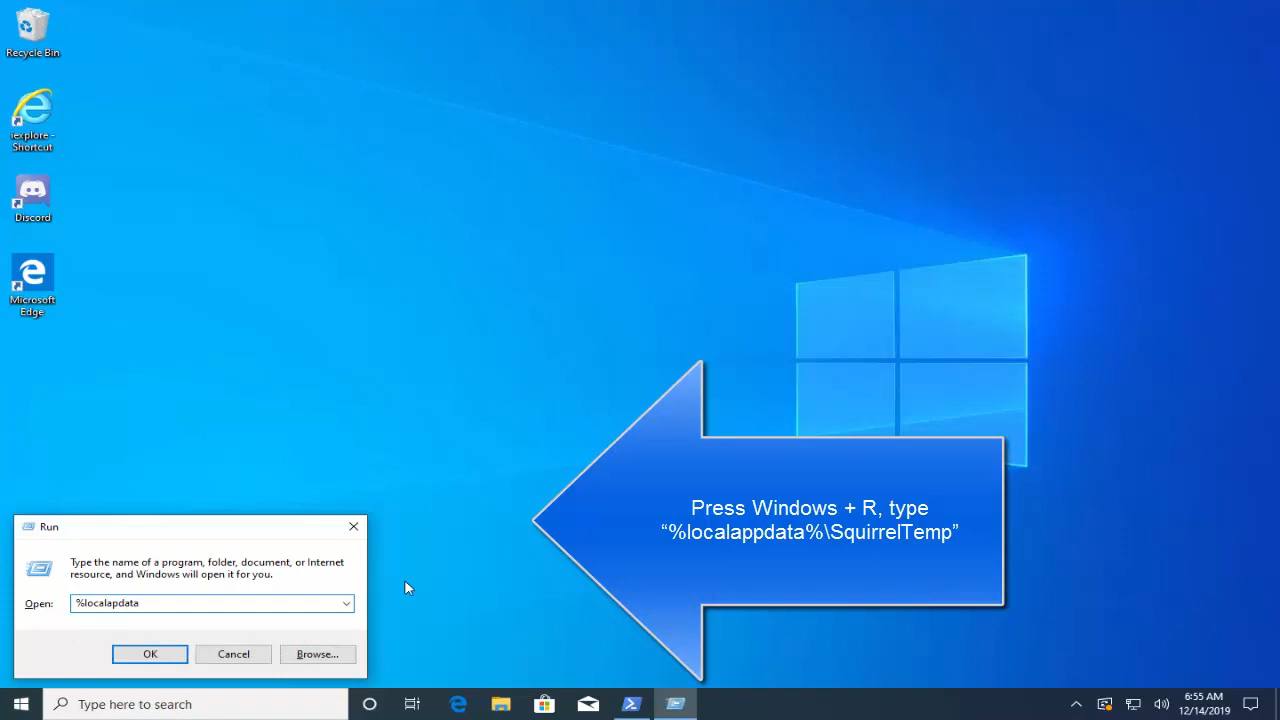 Recycle Bin
iexplore -
Shortcut
Discord
Microsoft
Edge
Press Windows + R, type
“%localappdata%\SquirrelTemp”
Run
Type the name of a program, folder, document, or Internet
resource, and Windows will open it for you.
Open: %localapdata
OK Cancel Browse...
Type here to search
6:55 AM
12/14/2019